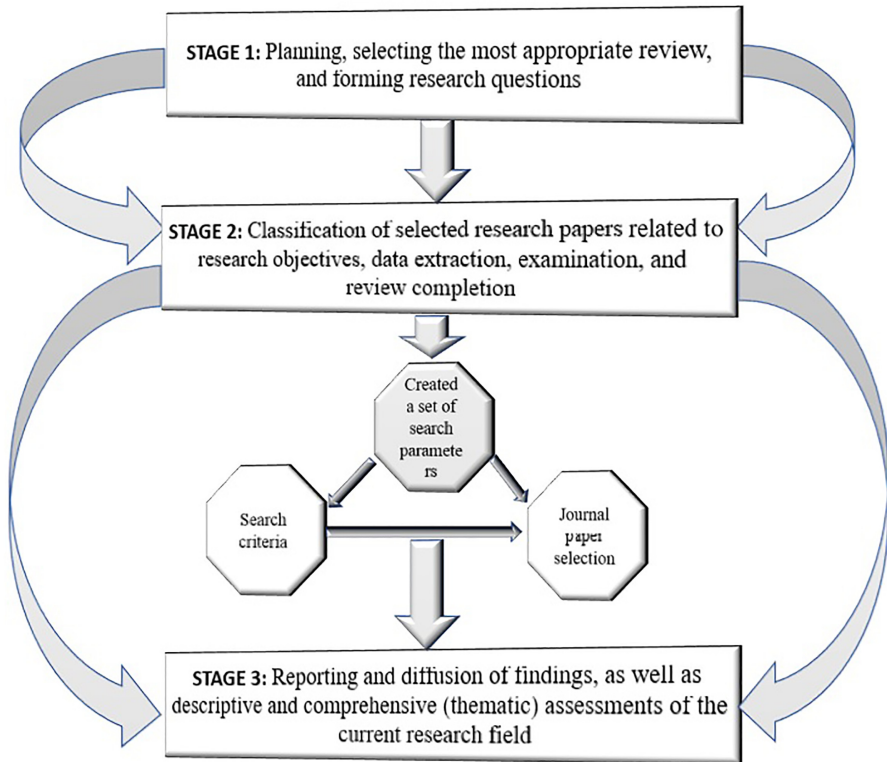 STAGE 1: Planning, selecting the most appropriate review,
and forming research questions
STAGE 2: Classification of selected research papers related to
research objectives, data extraction, examination, and
review completion
Created
a set of
search
paramete
rs
Search
criteria
Journal
paper
selection
STAGE 3: Reporting and diffusion of findings, as well as
descriptive and comprehensive (thematic) assessments of the
current research field